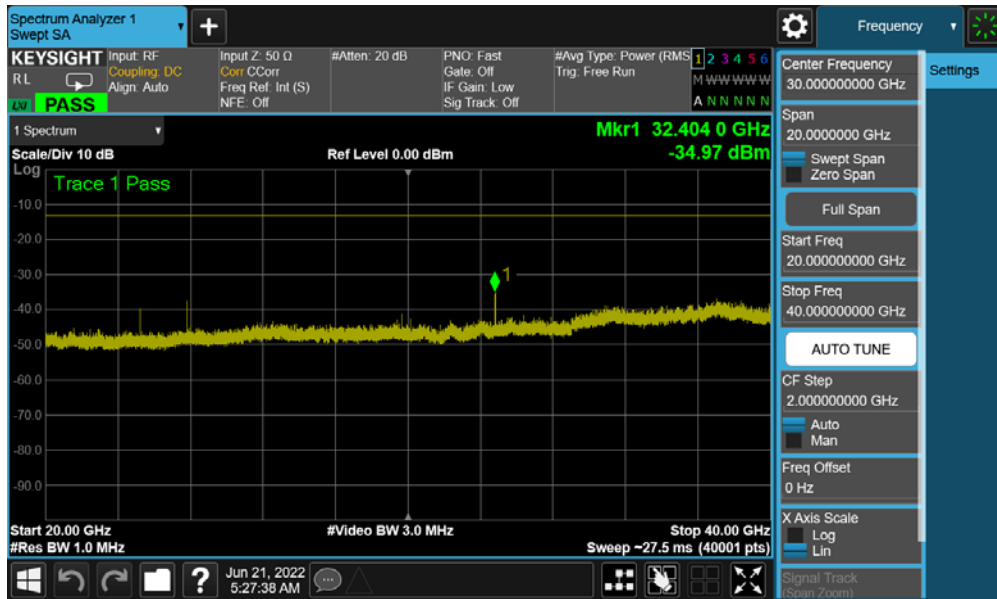 Spectrum Analyzer 1
Swept SA
+
Frequency
KEYSIGHT
R L
LXI PASS
Input: RF
Coupling: DC
Align: Auto
Input Z: 50 Ω
Corr CCorr
Freq Ref: Int (S)
NFE: Off
#Atten: 20 dB
PNO: Fast
Gate: Off
IF Gain: Low
Sig Track: Off
#Avg Type: Power (RMS
Trig: Free Run
1 2 3 4 5 6
M W W W W W
A N N N N N
1 Spectrum
Mkr1 32.404 0 GHz
Scale/Div 10 dB
Ref Level 0.00 dBm
-34.97 dBm
Log
Trace 1 Pass
-10.0
-20.0
-30.0
1
-40.0
-50.0
-60.0
-70.0
-80.0
-90.0
Start 20.00 GHz
#Video BW 3.0 MHz
Stop 40.00 GHz
#Res BW 1.0 MHz
Sweep ~27.5 ms (40001 pts)
?
Jun 21, 2022
5:27:38 AM
Center Frequency
30.000000000 GHz
Span
20.0000000 GHz
Swept Span
Zero Span
Full Span
Start Freq
20.000000000 GHz
Stop Freq
40.000000000 GHz
AUTO TUNE
CF Step
2.000000000 GHz
Auto
Man
Freq Offset
0 Hz
X Axis Scale
Log
Lin
Signal Track
(Span Zoom)
Settings